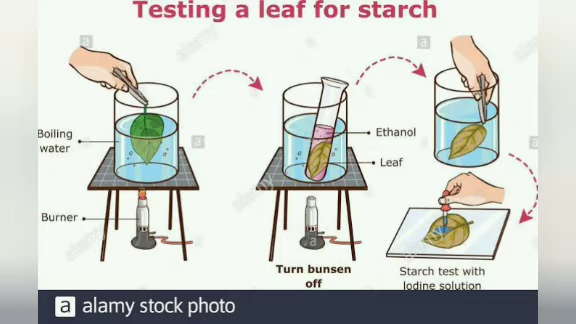 Testing a leaf for starch
Boiling
water
Burner
Ethanol
Leaf
Turn bunsen
off
Starch test with
Iodine solution
a alamy stock photo